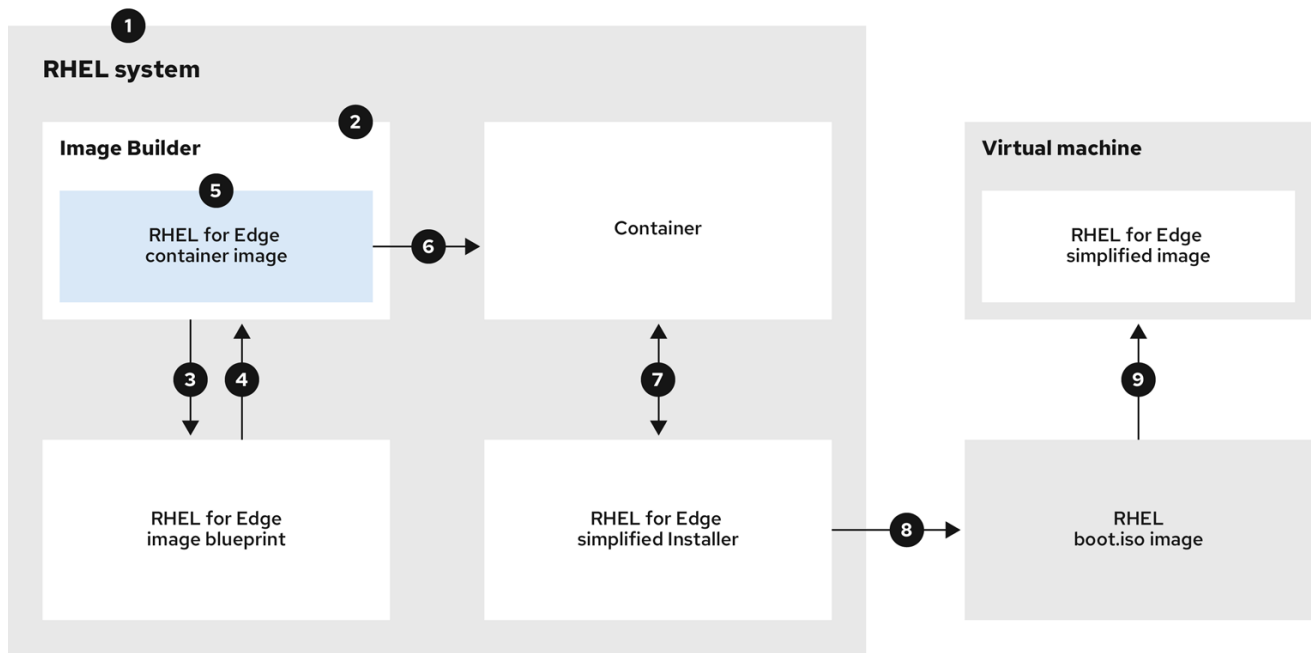 1
RHEL system
2
Image Builder
5
RHEL for Edge
container image
6
Container
Virtual machine
RHEL for Edge
simplified image
3
4
7
9
RHEL for Edge
image blueprint
RHEL for Edge
simplified Installer
8
RHEL
boot.iso image